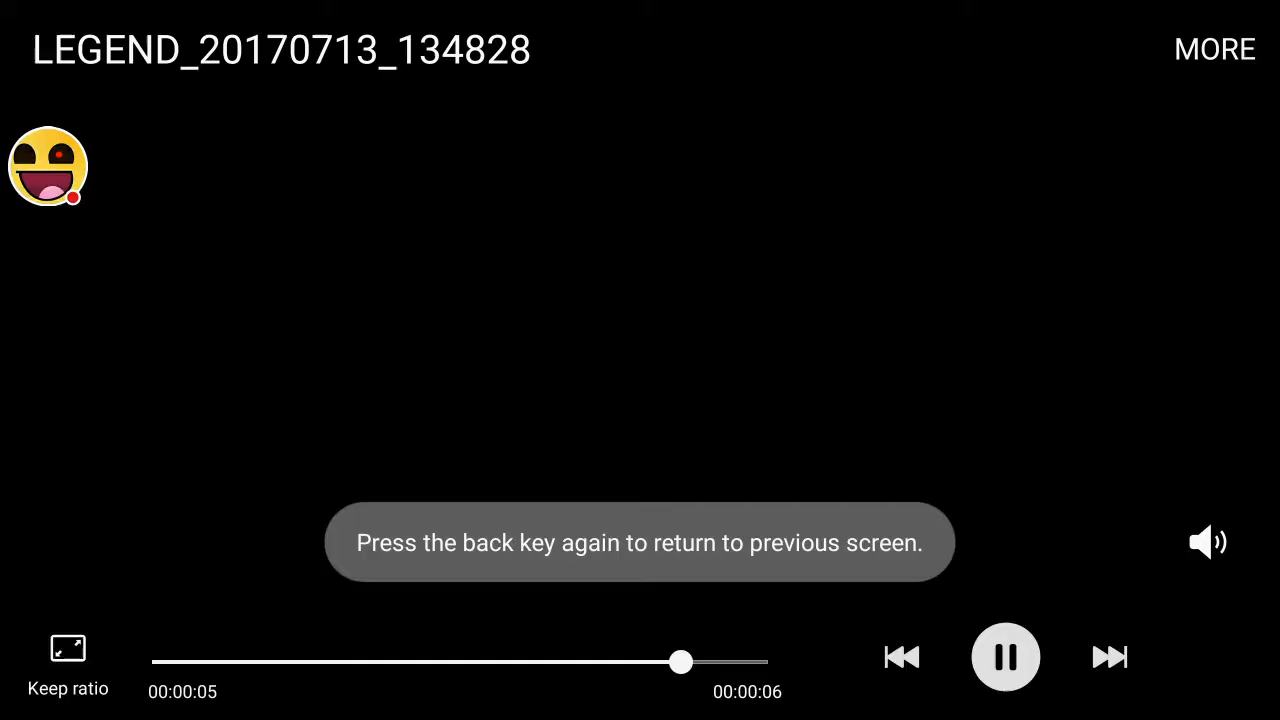 LEGEND_20170713_134828
MORE
Press the back key again to return to previous screen.
Keep ratio
00:00:05
00:00:06